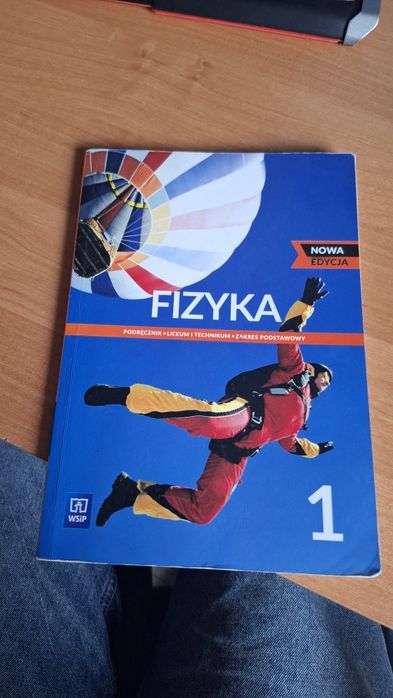 NOWA
EDYCJA
FIZYKA
PODRĘCZNIK • LICEUM I TECHNIKUM • ZAKRES PODSTAWOWY
1
WSiP